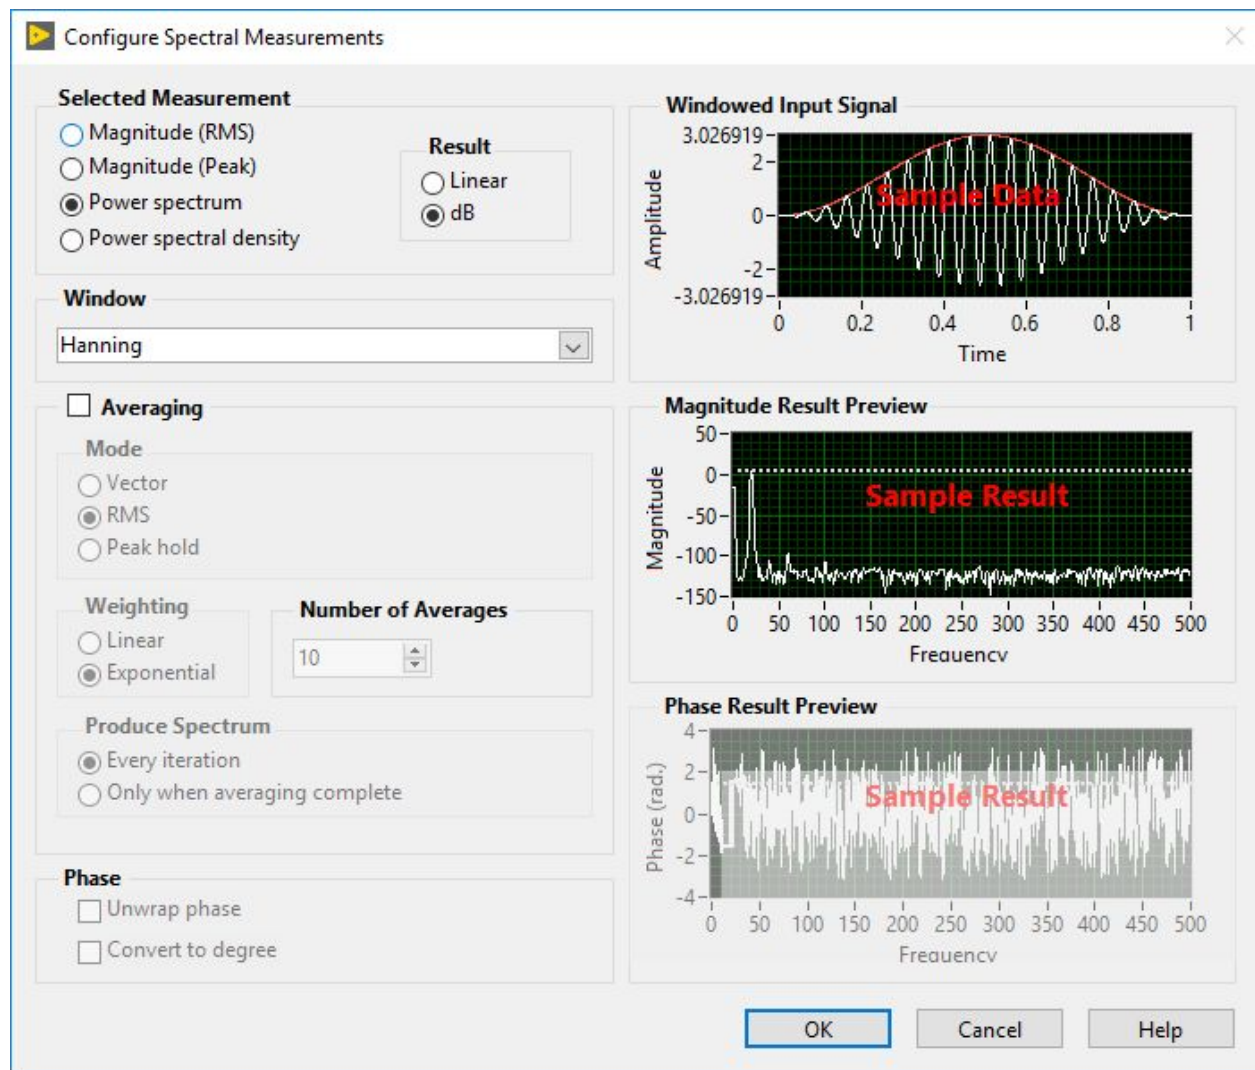 Configure Spectral Measurements
Selected Measurement
Magnitude (RMS)
Magnitude (Peak)
Power spectrum
Power spectral density
Result
Linear
dB
Window
Hanning
Averaging
Mode
Vector
RMS
Peak hold
Weighting
Linear
Exponential
Number of Averages
10
Produce Spectrum
Every iteration
Only when averaging complete
Phase
Unwrap phase
Convert to degree
Windowed Input Signal
3.026919
2
0
-2
-3.026919
Amplitude
Sample Data
0 0.2 0.4 0.6 0.8 1
Time
Magnitude Result Preview
50
0
-50
-100
-150
Magnitude
Sample Result
0 50 100 150 200 250 300 350 400 450 500
Frequency
Phase Result Preview
4
2
0
-2
-4
Phase (rad.)
Sample Result
0 50 100 150 200 250 300 350 400 450 500
Frequency
OK Cancel Help